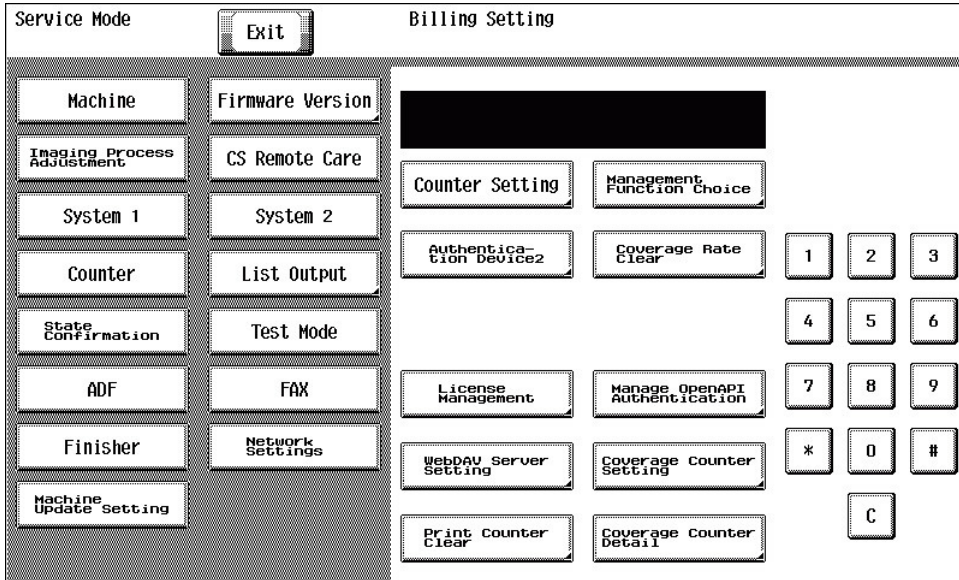 Service Mode
Exit
Billing Setting
Machine
Firmware Version
Imaging Process
Adjustment
CS Remote Care
System 1
System 2
Counter
List Output
State
Confirmation
Test Mode
ADF
FAX
Finisher
Network
Settings
Machine
Update Setting
Counter Setting
Management
Function Choice
Authentica-
tion Device2
Coverage Rate
Clear
License
Management
Manage OpenAPI
Authentication
WebDAV Server
Setting
Coverage Counter
Setting
Print Counter
Clear
Coverage Counter
Detail
1 2 3
4 5 6
7 8 9
* 0 #
C